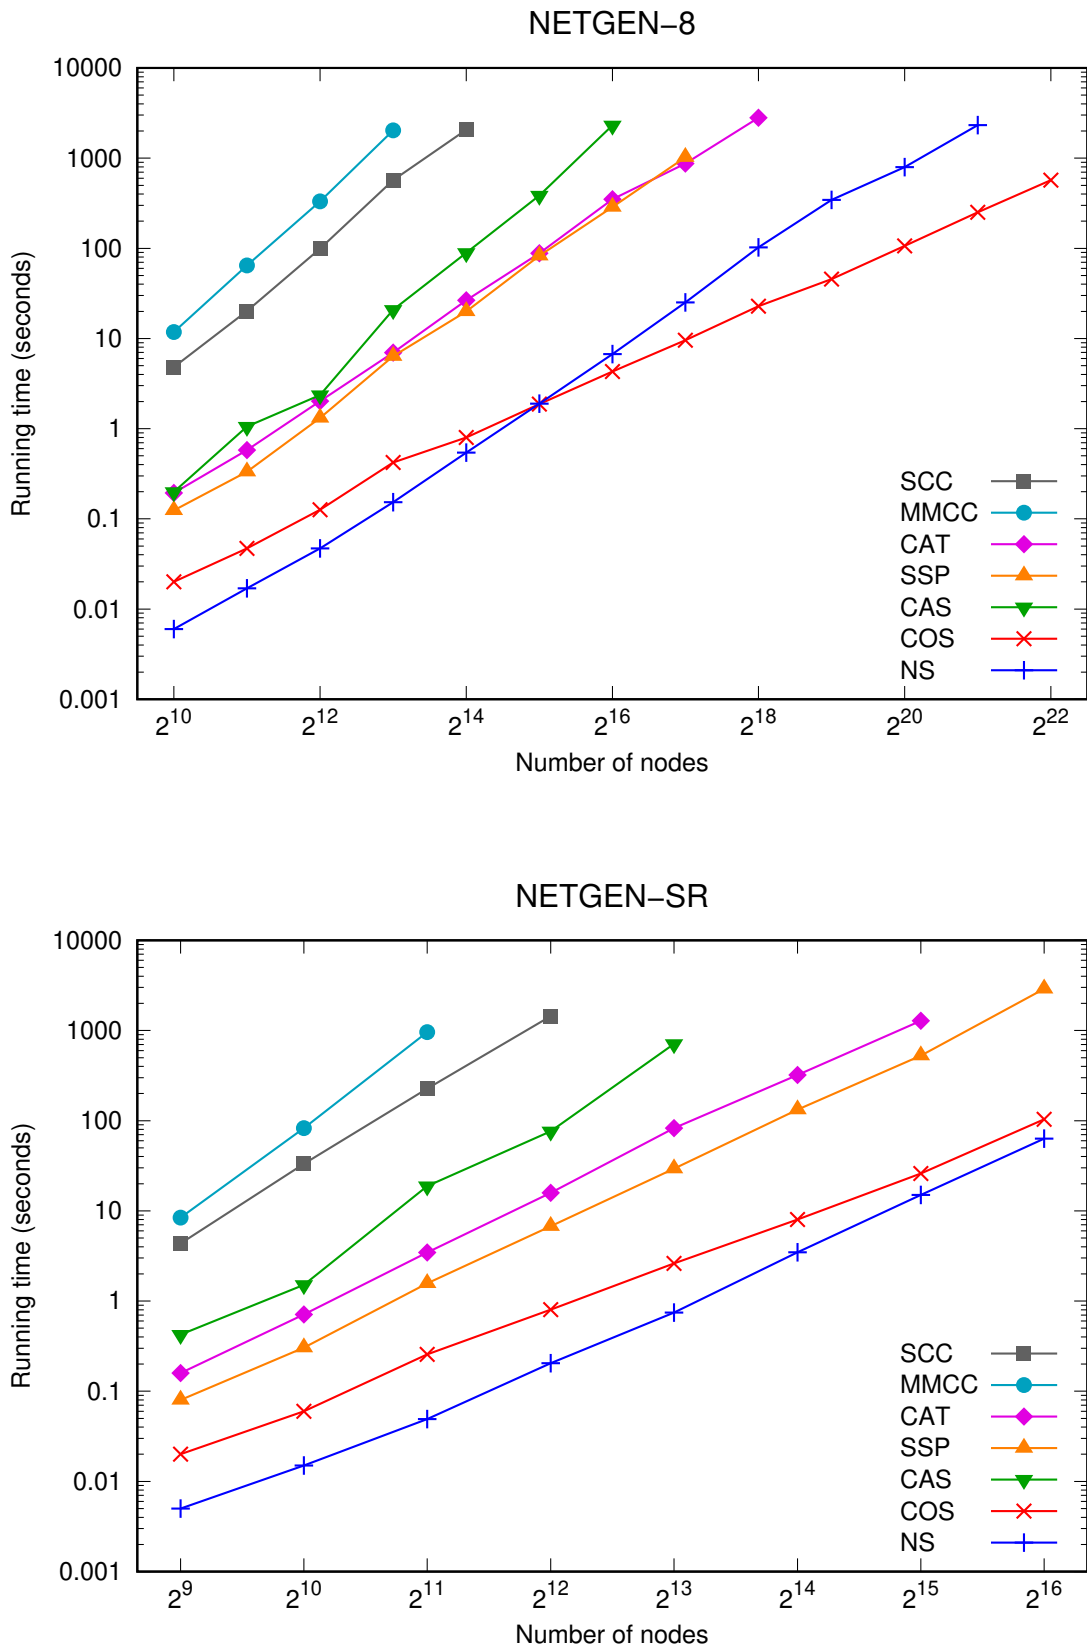 NETGEN−8
10000
1000
100
10
1
0.1
0.01
0.001
Running time (seconds)
SCC
MMCC
CAT
SSP
CAS
COS
NS
2^10 2^12 2^14 2^16 2^18 2^20 2^22
Number of nodes
NETGEN−SR
10000
1000
100
10
1
0.1
0.01
0.001
Running time (seconds)
SCC
MMCC
CAT
SSP
CAS
COS
NS
2^9 2^10 2^11 2^12 2^13 2^14 2^15 2^16
Number of nodes